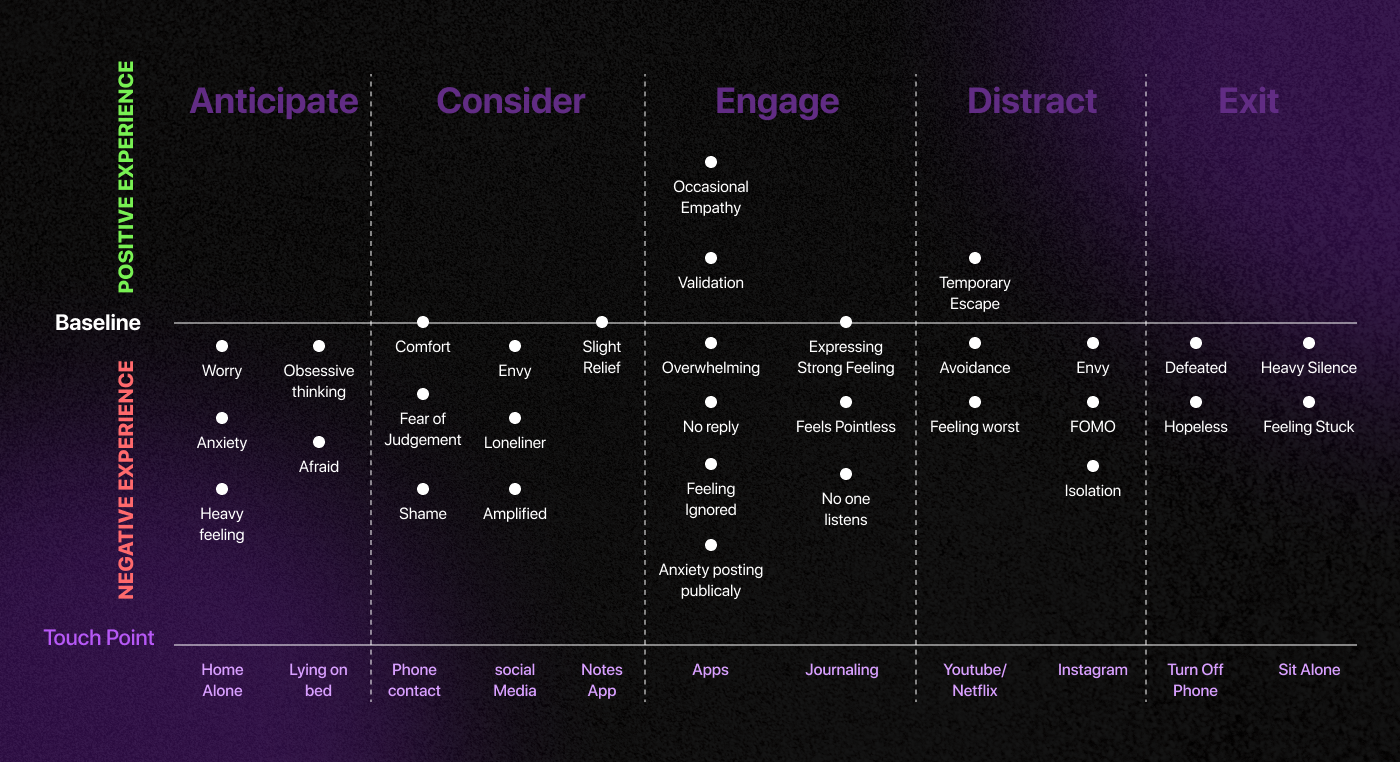 POSITIVE EXPERIENCE
Anticipate
Consider
Engage
Distract
Exit
Occasional
Empathy
Validation
Temporary
Escape
Baseline
NEGATIVE EXPERIENCE
Worry
Anxiety
Heavy
feeling
Obsessive
thinking
Afraid
Comfort
Fear of
Judgement
Shame
Envy
Loneliner
Amplified
Slight
Relief
Overwhelming
No reply
Feeling
Ignored
Anxiety posting
publicaly
Expressing
Strong Feeling
Feels Pointless
No one
listens
Avoidance
Feeling worst
Envy
FOMO
Isolation
Defeated
Hopeless
Heavy Silence
Feeling Stuck
Touch Point
Home
Alone
Lying on
bed
Phone
contact
social
Media
Notes
App
Apps
Journaling
Youtube/
Netflix
Instagram
Turn Off
Phone
Sit Alone